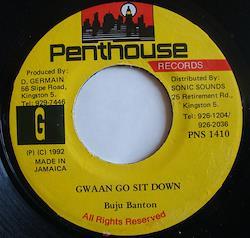 Penthouse
RECORDS
Produced By:
D. GERMAIN
56 Slipe Road,
Kingston 5.
Tel: 929-7446
Distributed By:
SONIC SOUNDS
25 Retirement Rd.,
Kingston 5.
Tel: 926-1204/
926-2036
PNS 1410
G
(P) (C) 1992
MADE IN
JAMAICA
GWAAN GO SIT DOWN
Buju Banton
All Rights Reserved